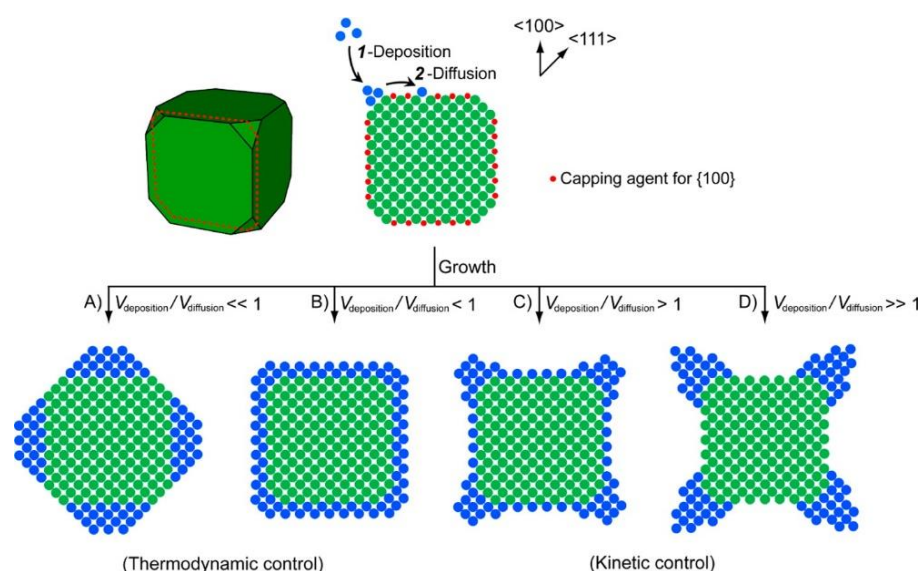 <100>
<111>
1-Deposition
2-Diffusion
Capping agent for {100}
Growth
A) Vdeposition/Vdiffusion << 1
B) Vdeposition/Vdiffusion < 1
C) Vdeposition/Vdiffusion > 1
D) Vdeposition/Vdiffusion >> 1
(Thermodynamic control)
(Kinetic control)